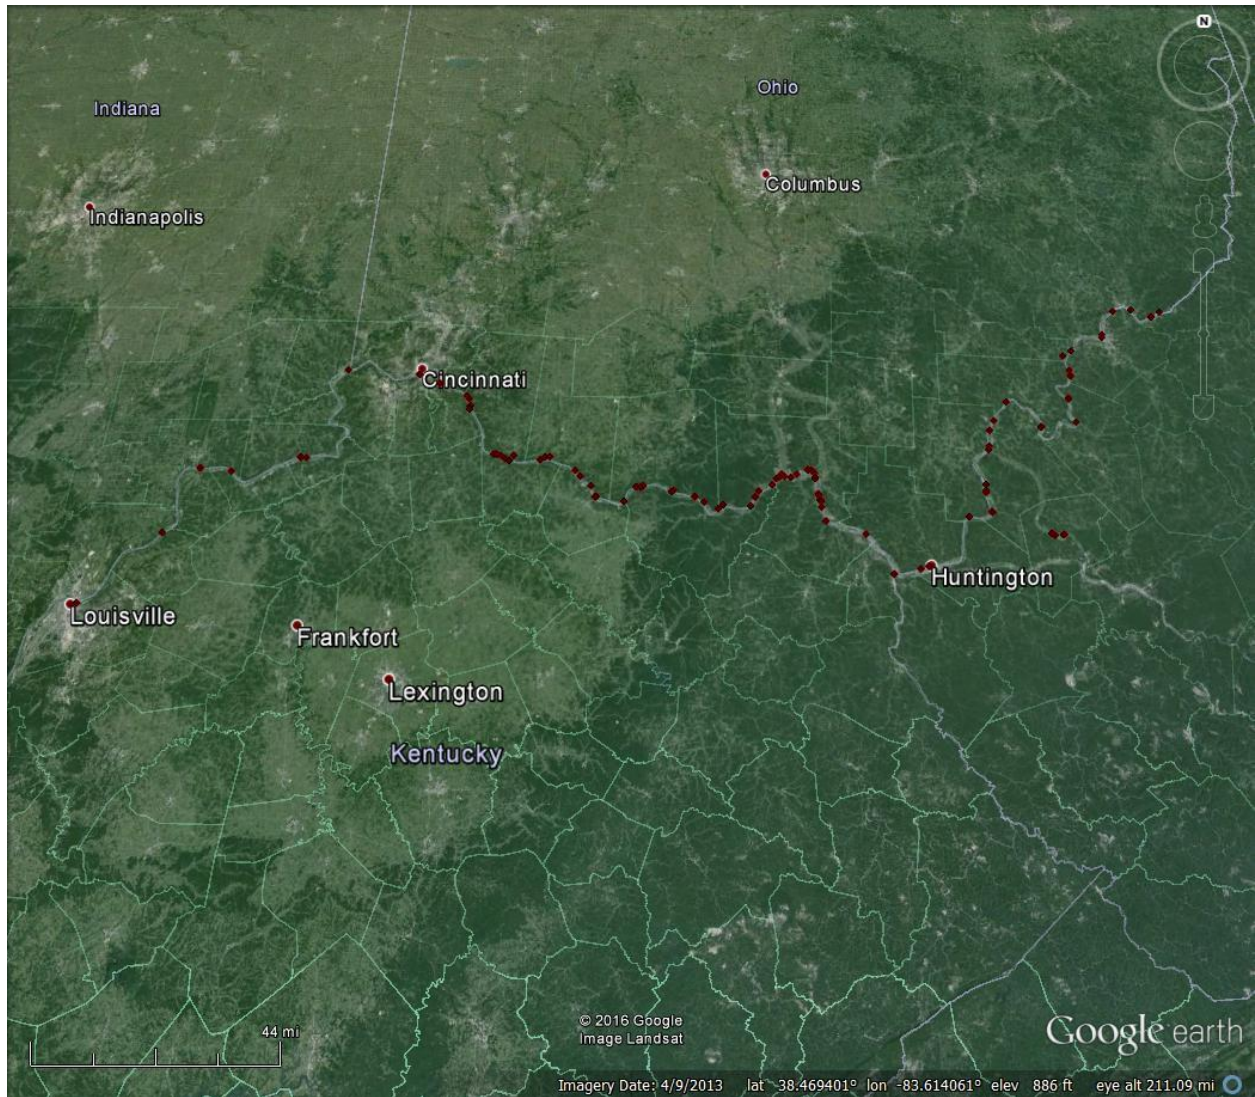 N
Ohio
Indiana
Columbus
Indianapolis
Cincinnati
Huntington
Louisville
Frankfort
Lexington
Kentucky
44 mi
© 2016 Google
Image Landsat
Google earth
Imagery Date: 4/9/2013 lat 38.469401° lon -83.614061° elev 886 ft eye alt 211.09 mi